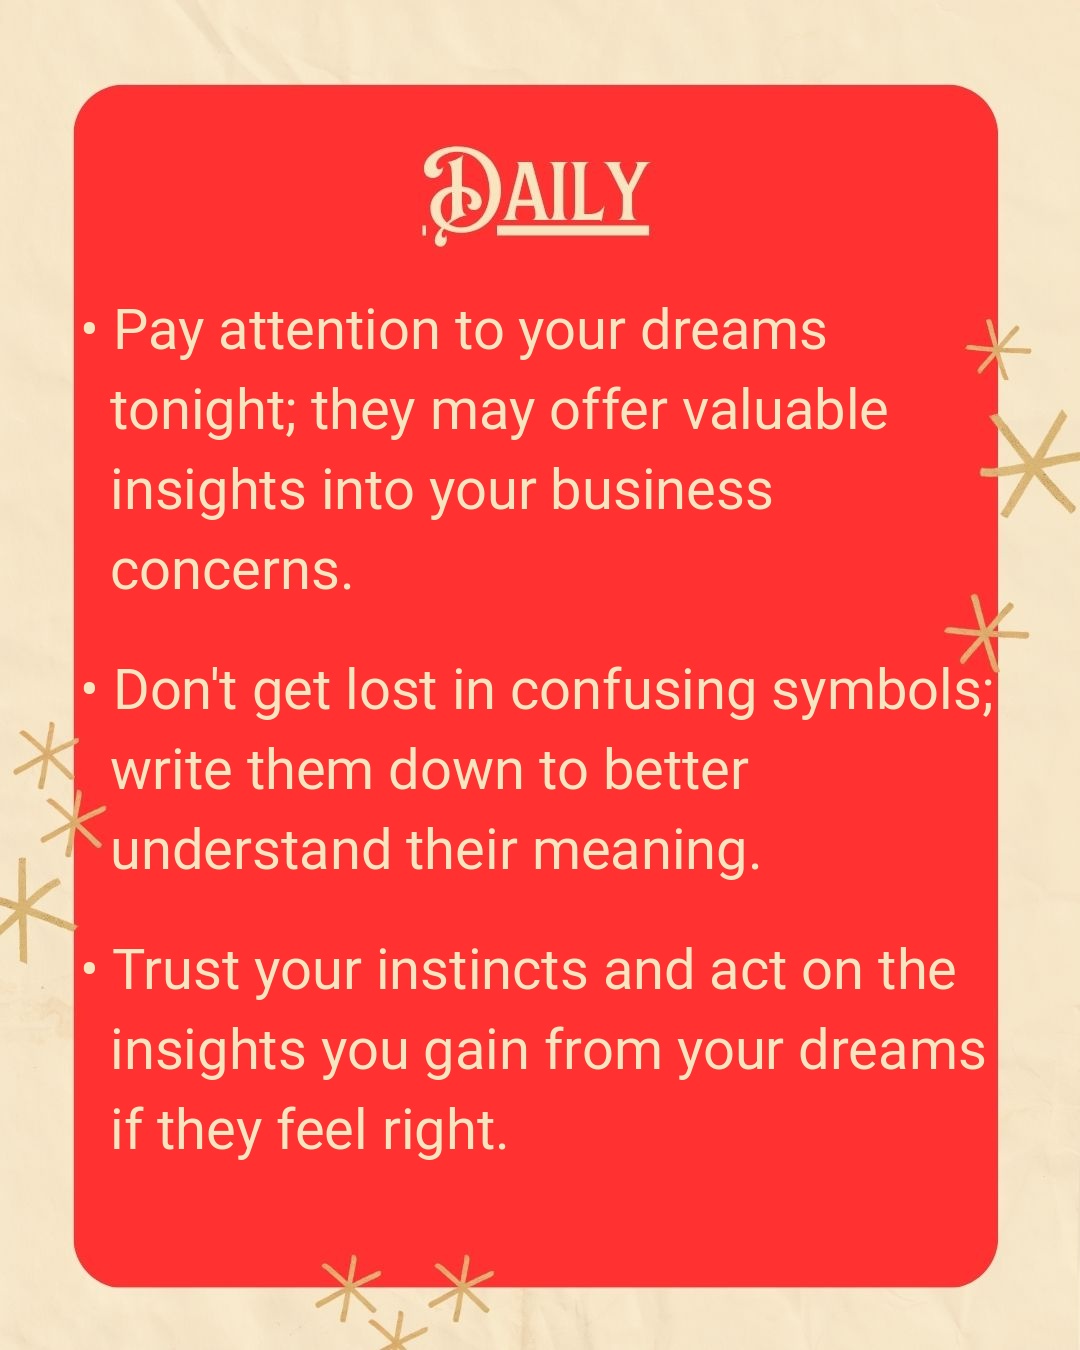 Daily
• Pay attention to your dreams
tonight; they may offer valuable
insights into your business
concerns.
• Don't get lost in confusing symbols;
write them down to better
understand their meaning.
• Trust your instincts and act on the
insights you gain from your dreams
if they feel right.